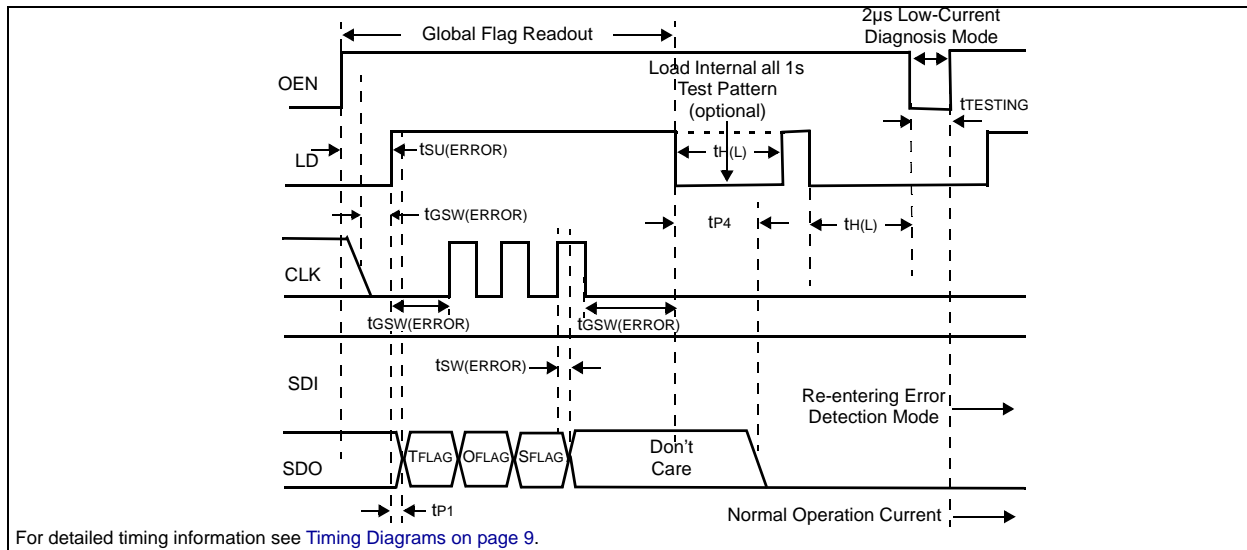 2µs Low-Current
Diagnosis Mode
Global Flag Readout
OEN
Load Internal all 1s
Test Pattern
(optional)
tTESTING
LD
tSU(ERROR)
tH(L)
tGSW(ERROR)
tP4
tH(L)
CLK
tGSW(ERROR)
tGSW(ERROR)
tSW(ERROR)
SDI
Re-entering Error
Detection Mode
SDO
TFLAG
OFLAG
SFLAG
Don't
Care
tP1
Normal Operation Current
For detailed timing information see Timing Diagrams on page 9.